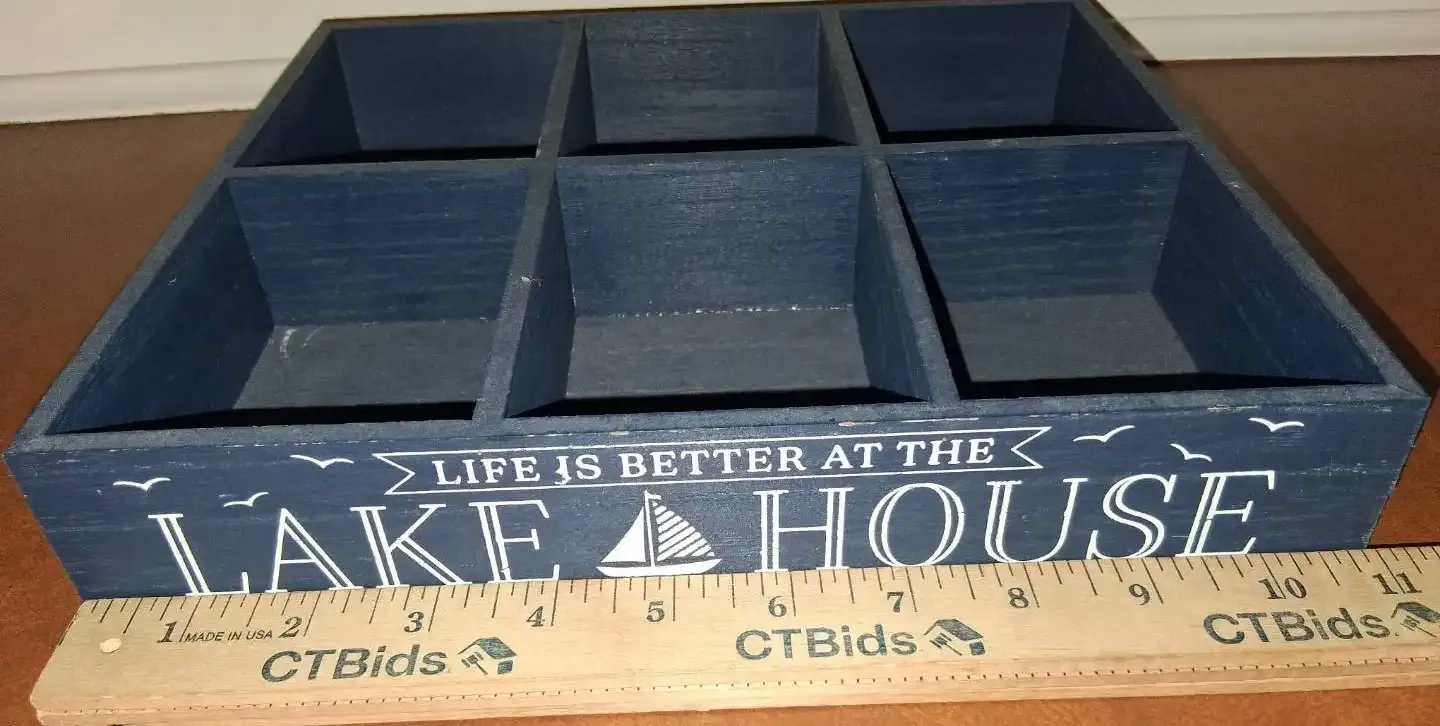 LIFE IS BETTER AT THE
LAKE HOUSE
1 2 3 4 5 6 7 8 9 10 11
MADE IN USA
CTBids CTBids CTBids